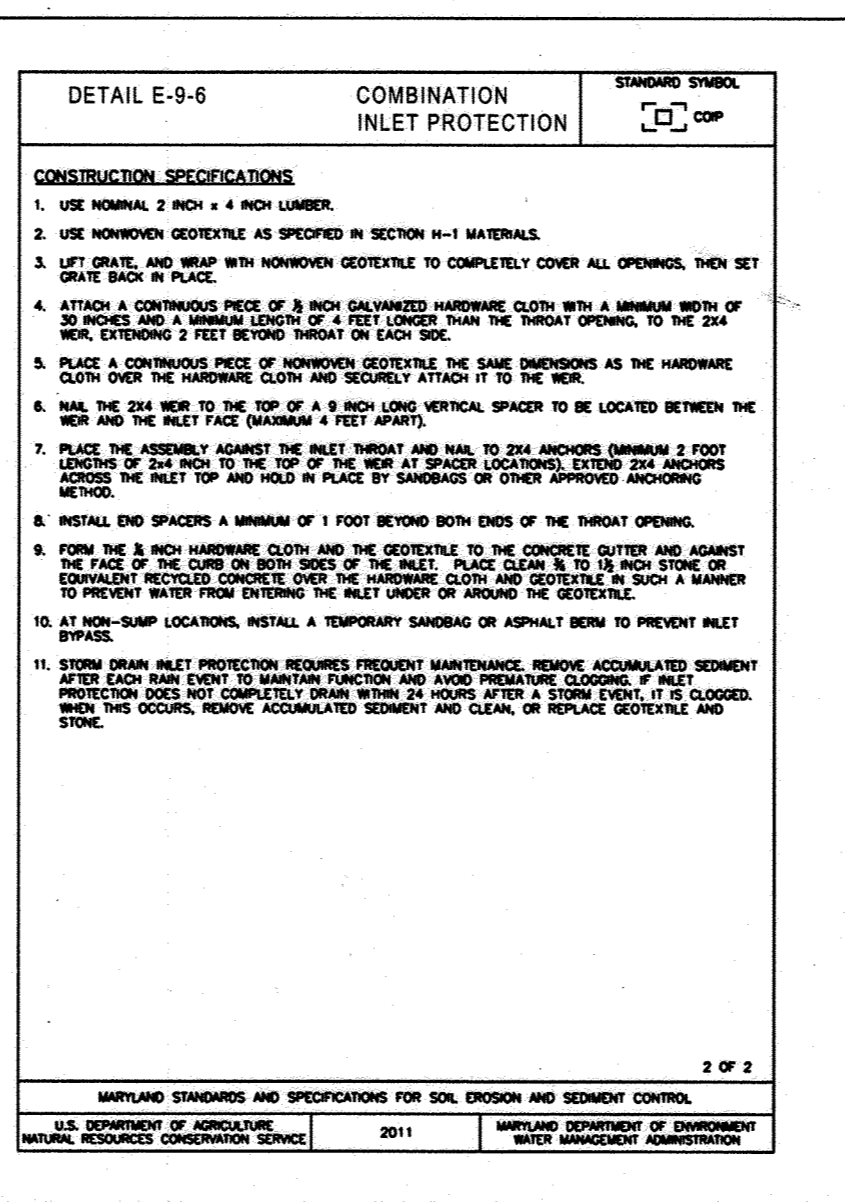 DETAIL E-9-6
COMBINATION
INLET PROTECTION
STANDARD SYMBOL
COIP
CONSTRUCTION SPECIFICATIONS
1. USE NOMINAL 2 INCH x 4 INCH LUMBER.
2. USE NONWOVEN GEOTEXTILE AS SPECIFIED IN SECTION H-1 MATERIALS.
3. LIFT GRATE, AND WRAP WITH NONWOVEN GEOTEXTILE TO COMPLETELY COVER ALL OPENINGS, THEN SET
GRATE BACK IN PLACE.
4. ATTACH A CONTINUOUS PIECE OF ½ INCH GALVANIZED HARDWARE CLOTH WITH A MINIMUM WIDTH OF
30 INCHES AND A MINIMUM LENGTH OF 4 FEET LONGER THAN THE THROAT OPENING, TO THE 2X4
WEIR, EXTENDING 2 FEET BEYOND THROAT ON EACH SIDE.
5. PLACE A CONTINUOUS PIECE OF NONWOVEN GEOTEXTILE THE SAME DIMENSIONS AS THE HARDWARE
CLOTH OVER THE HARDWARE CLOTH AND SECURELY ATTACH IT TO THE WEIR.
6. NAIL THE 2X4 WEIR TO THE TOP OF A 9 INCH LONG VERTICAL SPACER TO BE LOCATED BETWEEN THE
WEIR AND THE INLET FACE (MAXIMUM 4 FEET APART).
7. PLACE THE ASSEMBLY AGAINST THE INLET THROAT AND NAIL TO 2X4 ANCHORS (MINIMUM 2 FOOT
LENGTHS OF 2x4 INCH TO THE TOP OF THE WEIR AT SPACER LOCATIONS). EXTEND 2X4 ANCHORS
ACROSS THE INLET TOP AND HOLD IN PLACE BY SANDBAGS OR OTHER APPROVED ANCHORING
METHOD.
8. INSTALL END SPACERS A MINIMUM OF 1 FOOT BEYOND BOTH ENDS OF THE THROAT OPENING.
9. FORM THE ½ INCH HARDWARE CLOTH AND THE GEOTEXTILE TO THE CONCRETE GUTTER AND AGAINST
THE FACE OF THE CURB ON BOTH SIDES OF THE INLET. PLACE CLEAN ¾ TO 1½ INCH STONE OR
EQUIVALENT RECYCLED CONCRETE OVER THE HARDWARE CLOTH AND GEOTEXTILE IN SUCH A MANNER
TO PREVENT WATER FROM ENTERING THE INLET UNDER OR AROUND THE GEOTEXTILE.
10. AT NON-SUMP LOCATIONS, INSTALL A TEMPORARY SANDBAG OR ASPHALT BERM TO PREVENT INLET
BYPASS.
11. STORM DRAIN INLET PROTECTION REQUIRES FREQUENT MAINTENANCE. REMOVE ACCUMULATED SEDIMENT
AFTER EACH RAIN EVENT TO MAINTAIN FUNCTION AND AVOID PREMATURE CLOGGING. IF INLET
PROTECTION DOES NOT COMPLETELY DRAIN WITHIN 24 HOURS AFTER A STORM EVENT, IT IS CLOGGED.
WHEN THIS OCCURS, REMOVE ACCUMULATED SEDIMENT AND CLEAN, OR REPLACE GEOTEXTILE AND
STONE.
2 OF 2
MARYLAND STANDARDS AND SPECIFICATIONS FOR SOIL EROSION AND SEDIMENT CONTROL
U.S. DEPARTMENT OF AGRICULTURE
NATURAL RESOURCES CONSERVATION SERVICE
2011
MARYLAND DEPARTMENT OF ENVIRONMENT
WATER MANAGEMENT ADMINISTRATION